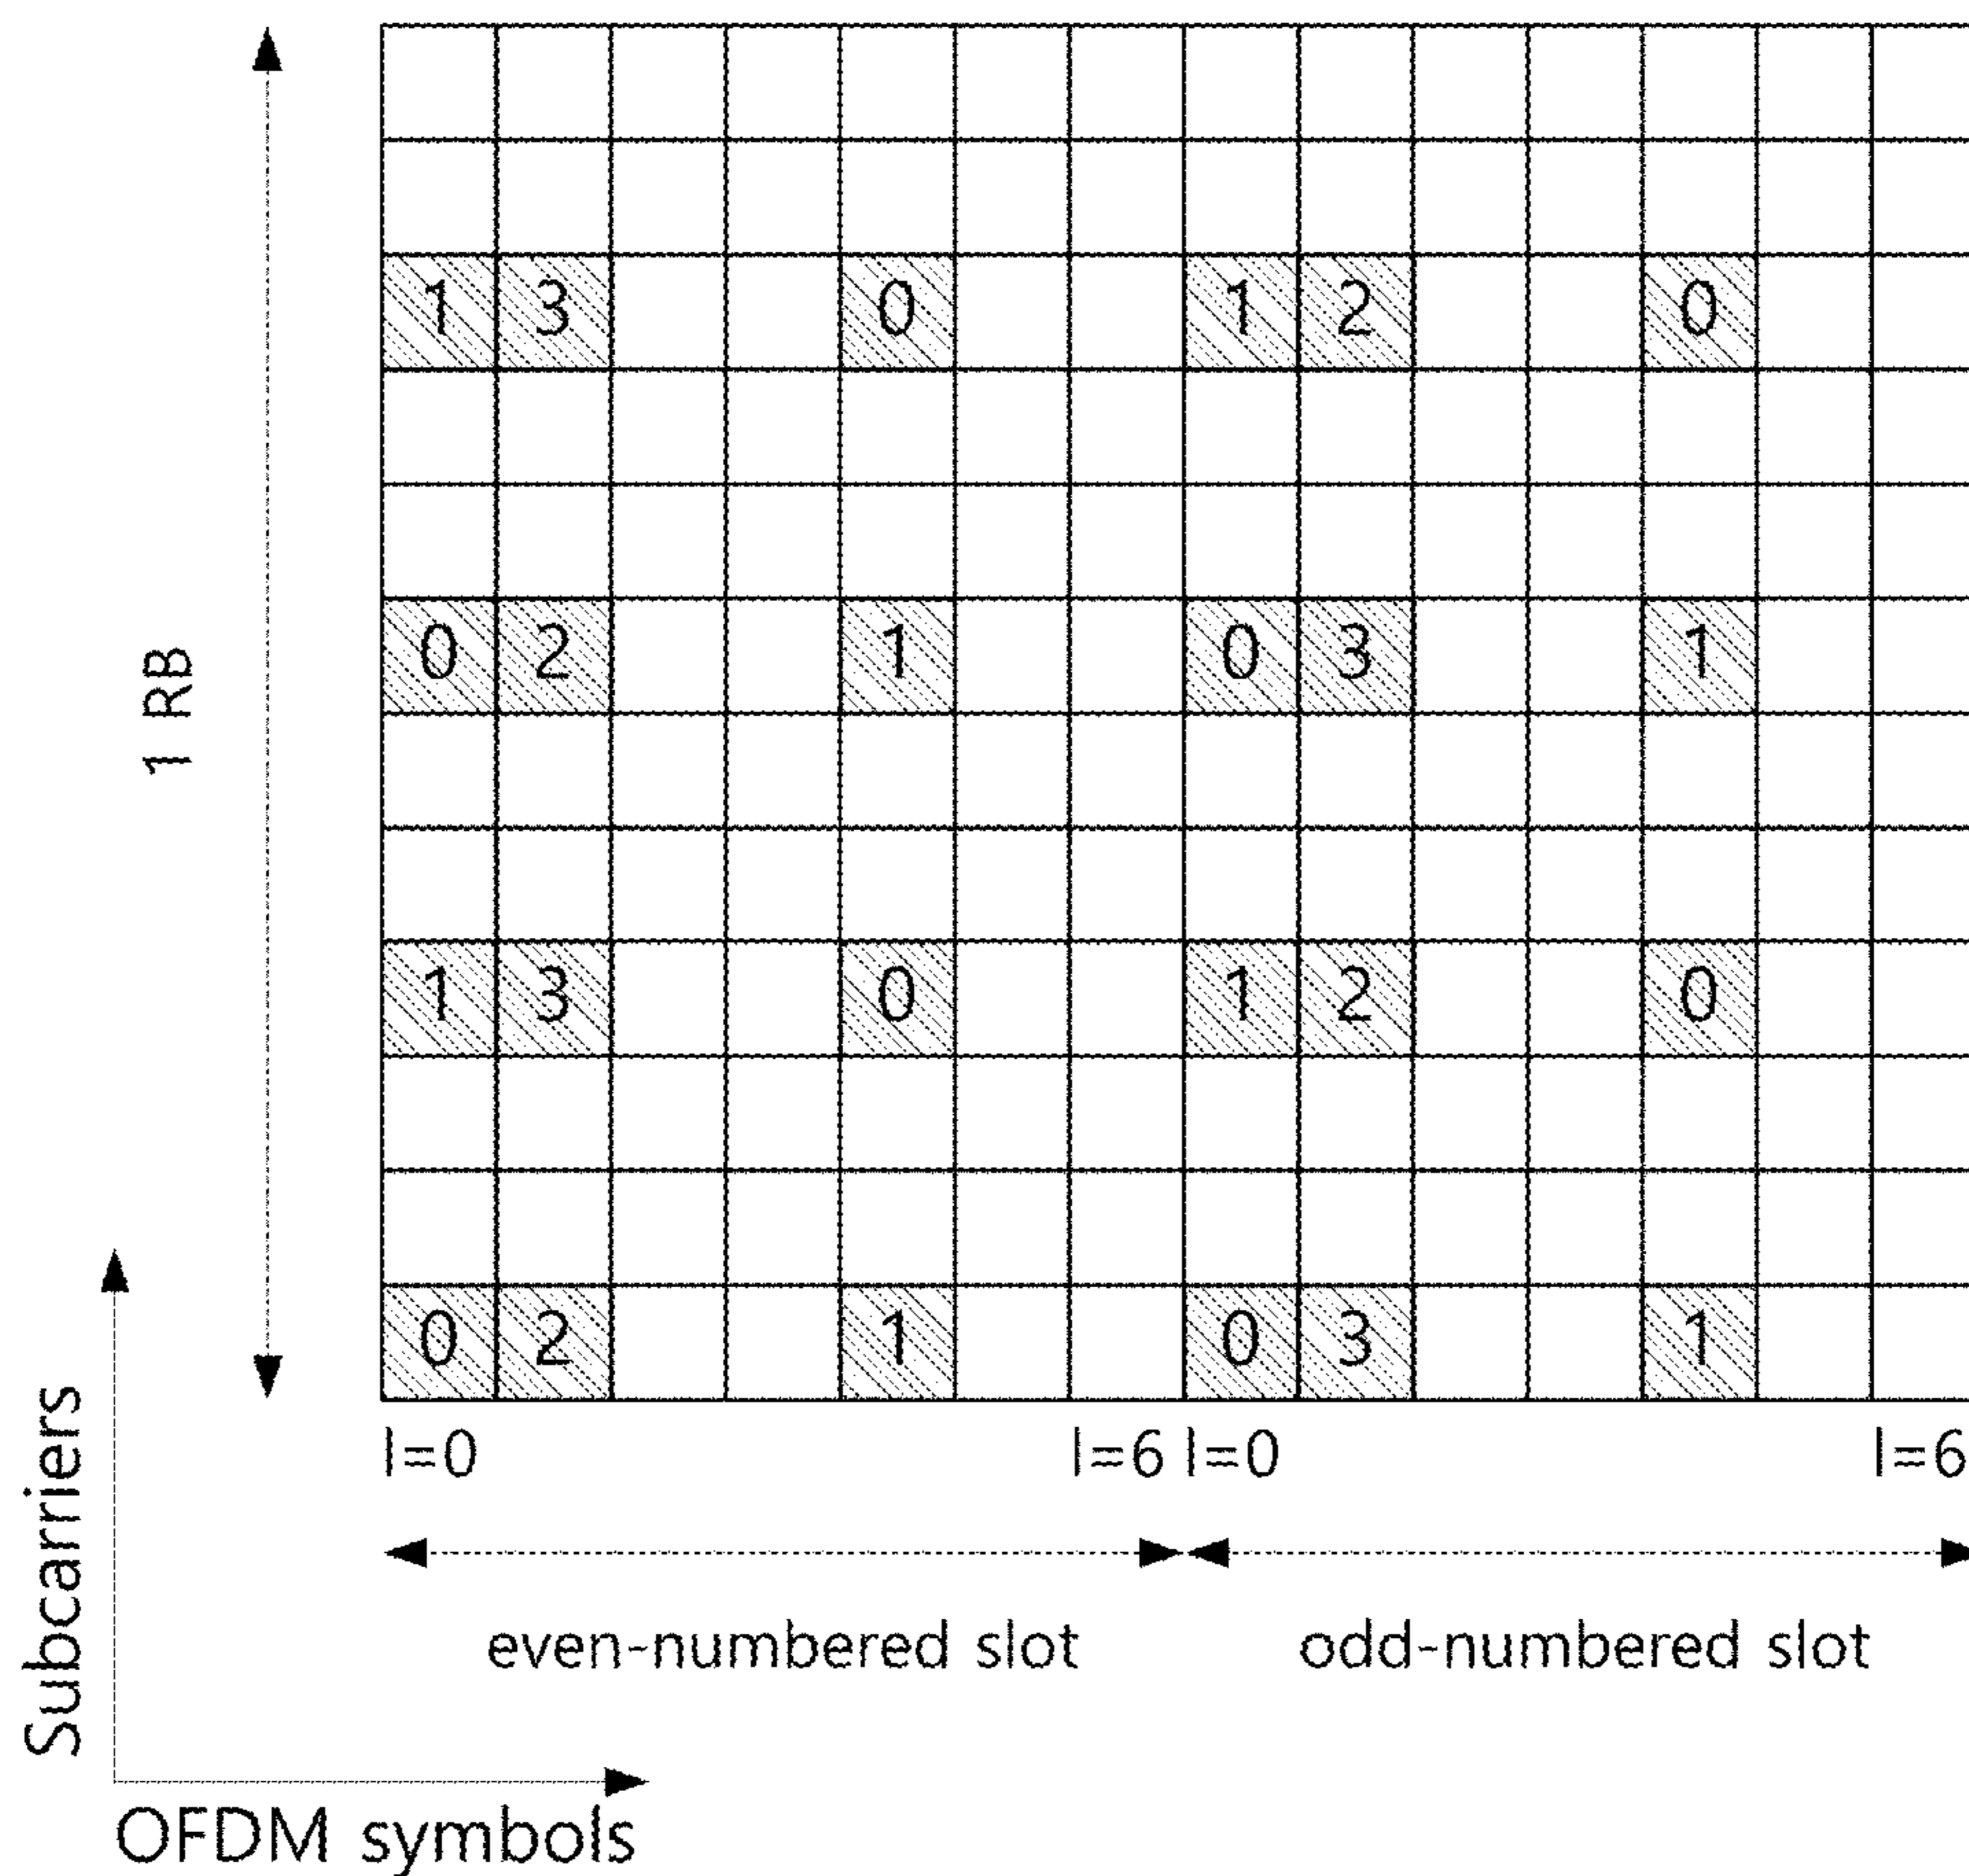 1 3 0 1 2 0
1 RB
0 2 1 0 3 1
1 3 0 1 2 0
0 2 1 0 3 1
l=0 l=6 l=0 l=6
Subcarriers
even-numbered slot odd-numbered slot
OFDM symbols